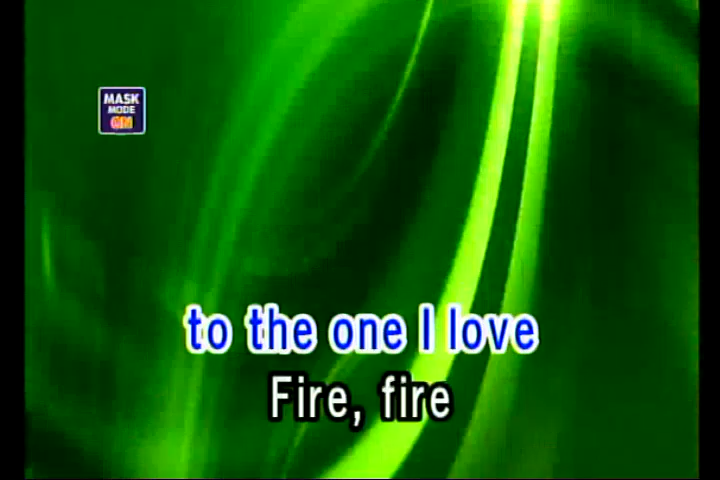 MASK
MODE
ON
to the one I love
Fire, fire